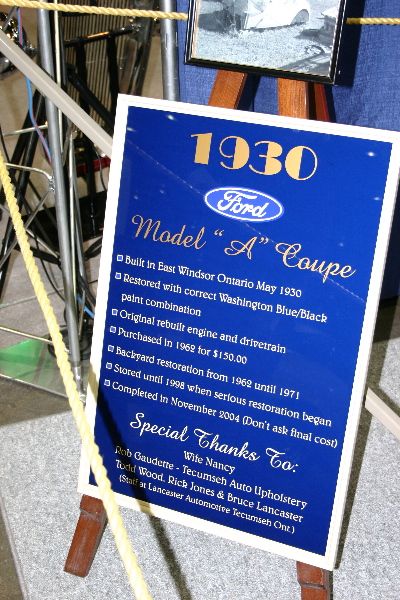 1930
Ford
Model "A" Coupe
Built in East Windsor Ontario May 1930
Restored with correct Washington Blue/Black
paint combination
Original rebuilt engine and drivetrain
Purchased in 1962 for $150.00
Backyard restoration from 1962 until 1971
Stored until 1998 when serious restoration began
Completed in November 2004 (Don't ask final cost)
Special Thanks To:
Wife Nancy
Rob Gaudette - Tecumseh Auto Upholstery
Todd Wood, Rick Jones & Bruce Lancaster
(Staff at Lancaster Automotive Tecumseh Ont.)